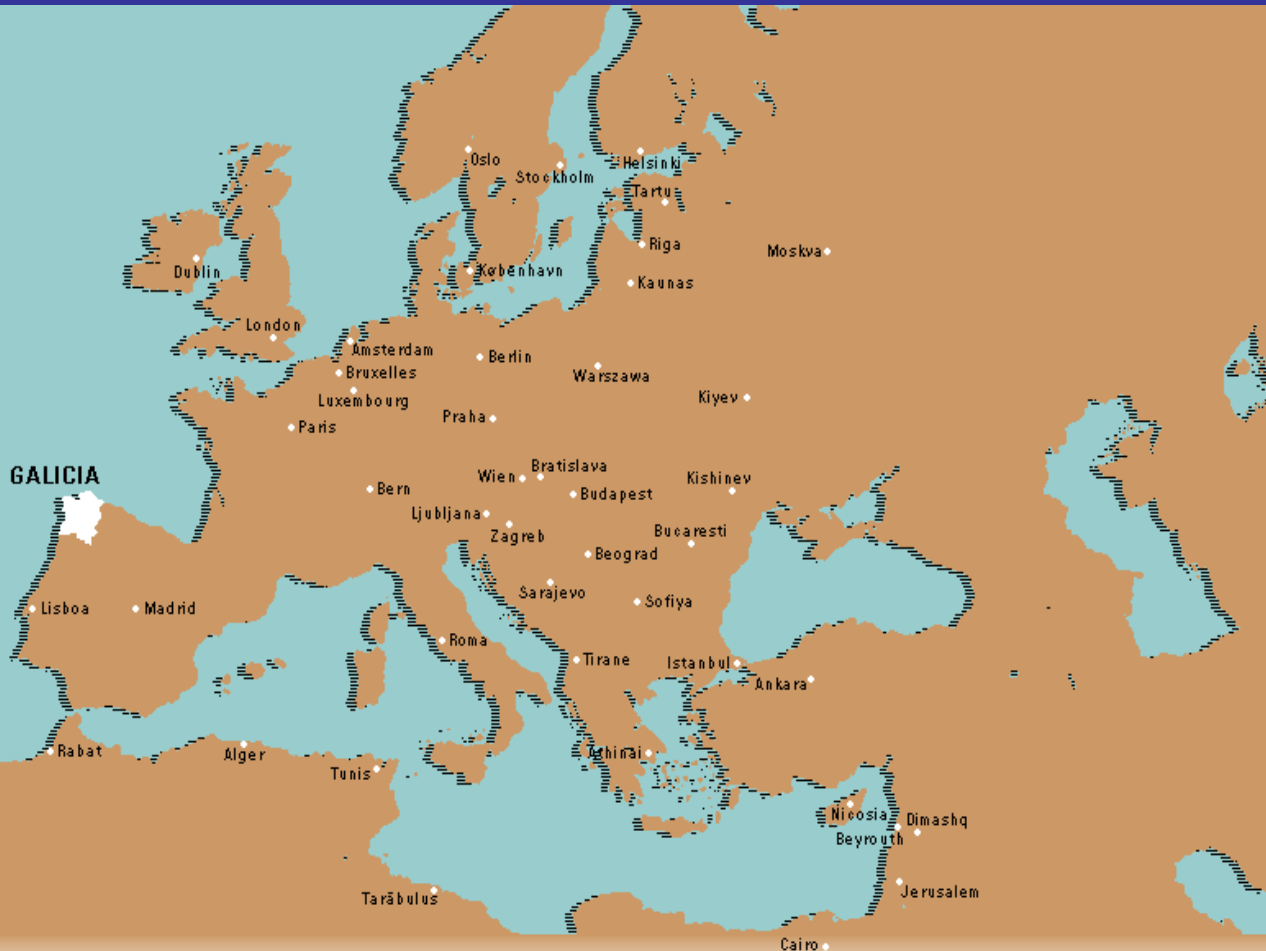 Oslo
Helsinki
Stockholm
Tartu
Riga
Moskva
Dublin
København
Kaunas
London
Amsterdam
Berlin
Bruxelles
Warszawa
Luxembourg
Kiyev
Praha
Paris
GALICIA
Bratislava
Wien
Kishinev
Bern
Budapest
Ljubljana
Zagreb
Bucaresti
Beograd
Sarajevo
Sofiya
Lisboa
Madrid
Roma
Tirane
Istanbul
Ankara
Rabat
Alger
Athinai
Tunis
Nicosia
Dimashq
Beyrouth
Jerusalem
Tarābulus
Cairo